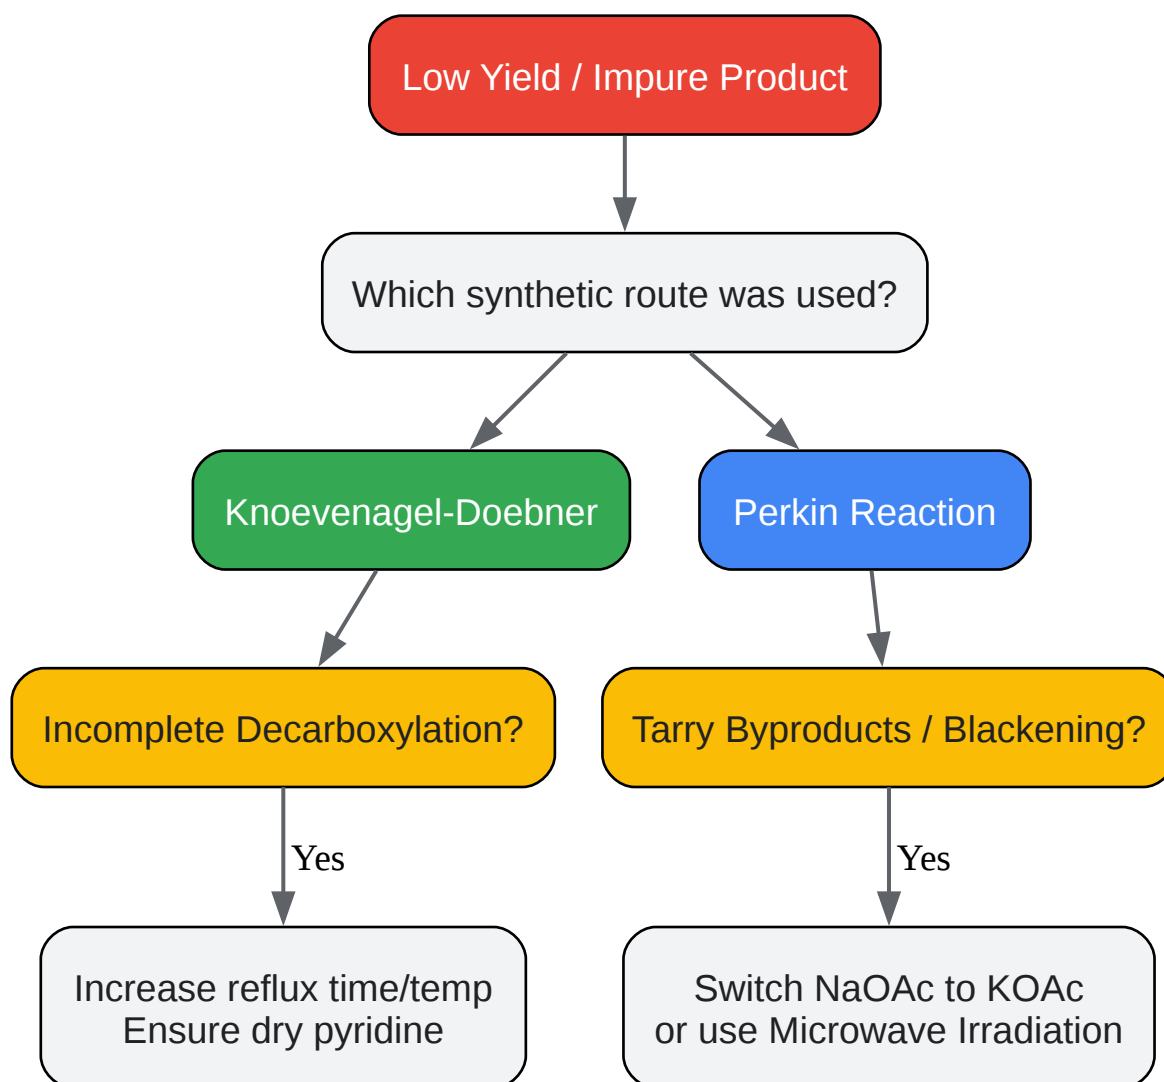 Low Yield / Impure Product
Which synthetic route was used?
Knoevenagel-Doebner
Perkin Reaction
Incomplete Decarboxylation?
Tarry Byproducts / Blackening?
Yes
Yes
Increase reflux time/temp
Ensure dry pyridine
Switch NaOAc to KOAc
or use Microwave Irradiation